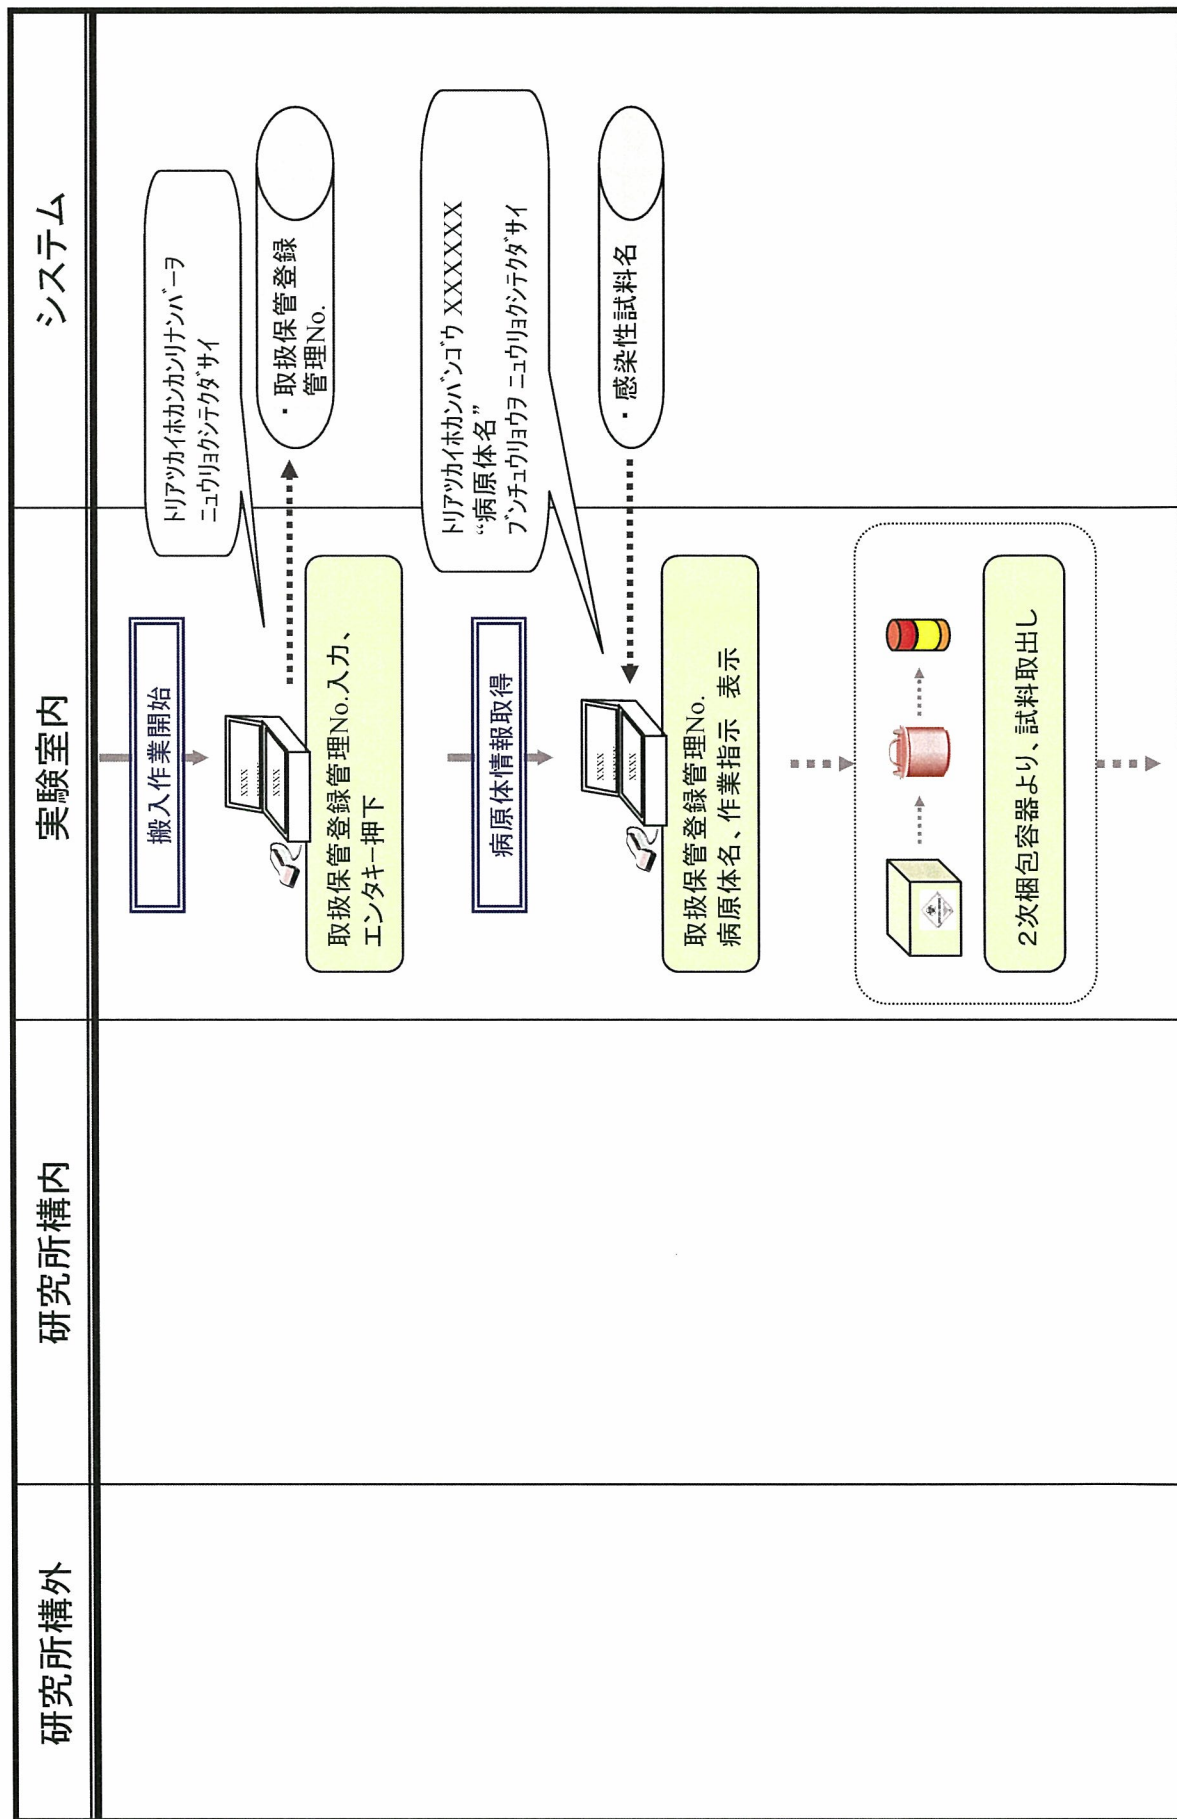 研究所構外
研究所構内
実験室内
システム
搬入作業開始
トリアツカイホカンカンリナンバーヲ
ニュウリョクシテクダサイ
XXXX
XXXX
取扱保管登録管理No.入力、
エンタキー押下
・取扱保管登録
管理No.
病原体情報取得
トリアツカイホカンバンゴウ XXXXXX
“病原体名”
ブンチュウリョウヲ ニュウリョクシテクダサイ
XXXX
XXXX
取扱保管登録管理No.
病原体名、作業指示 表示
・感染性試料名
2次梱包容器より、試料取出し